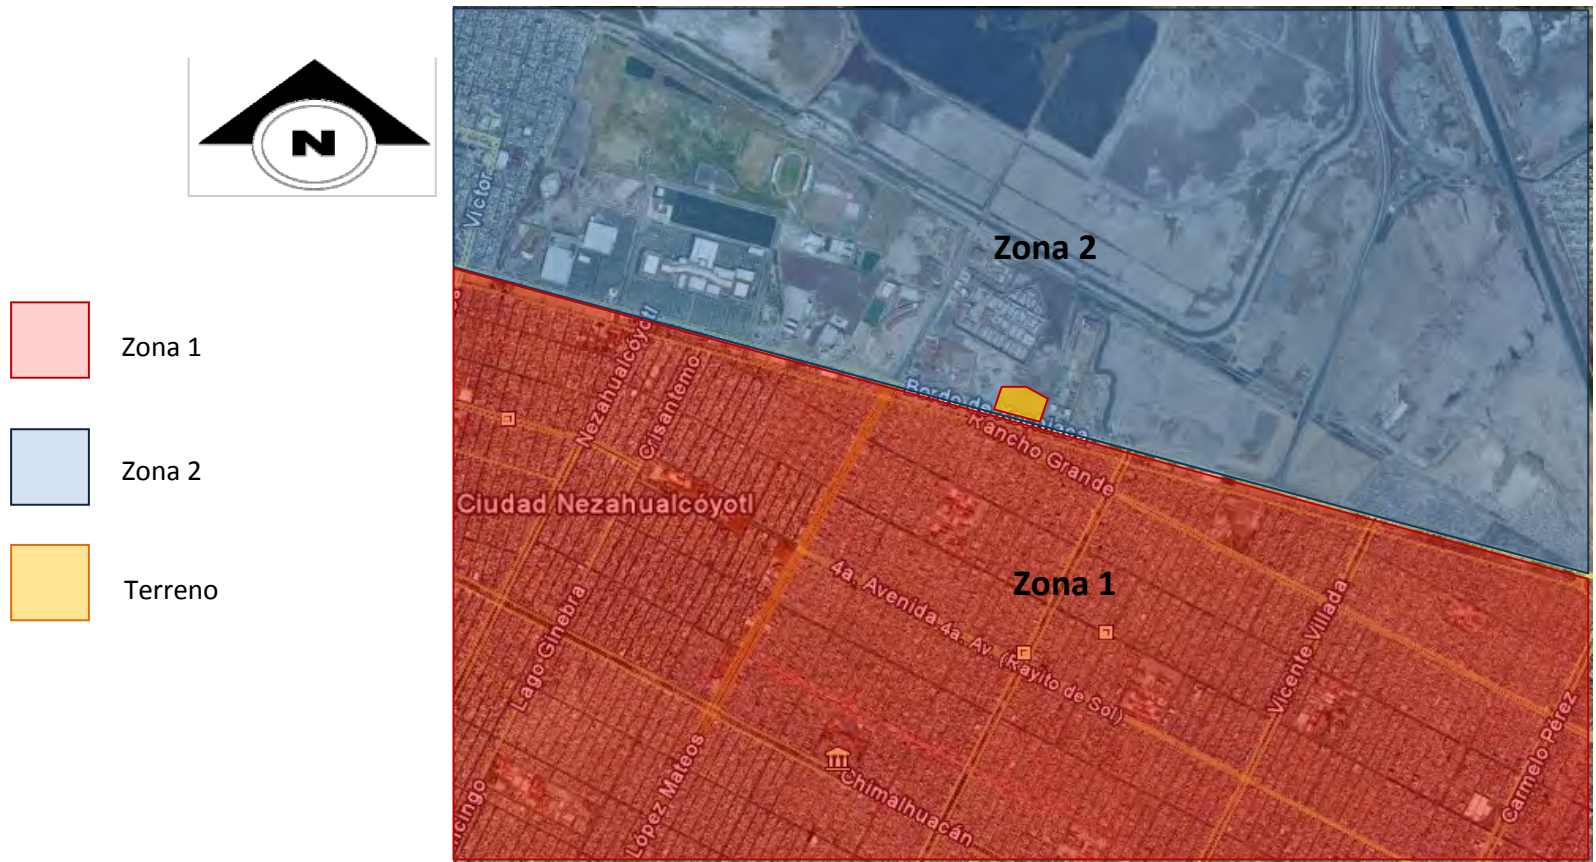 N
Zona 1
Zona 2
Terreno
Victor
Zona 2
Nezahualcóyotl
Crisantemo
Bordo de
Rancho Grande
Ciudad Nezahualcóyotl
Zona 1
4a. Avenida 4a. Av. (Rayito de Sol)
Lago Ginebra
Vicente Villada
Carmelo Pérez
López Mateos
Chimalhuacán